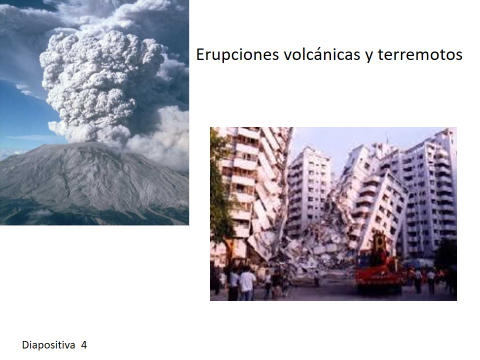 Erupciones volcánicas y terremotos
Diapositiva 4